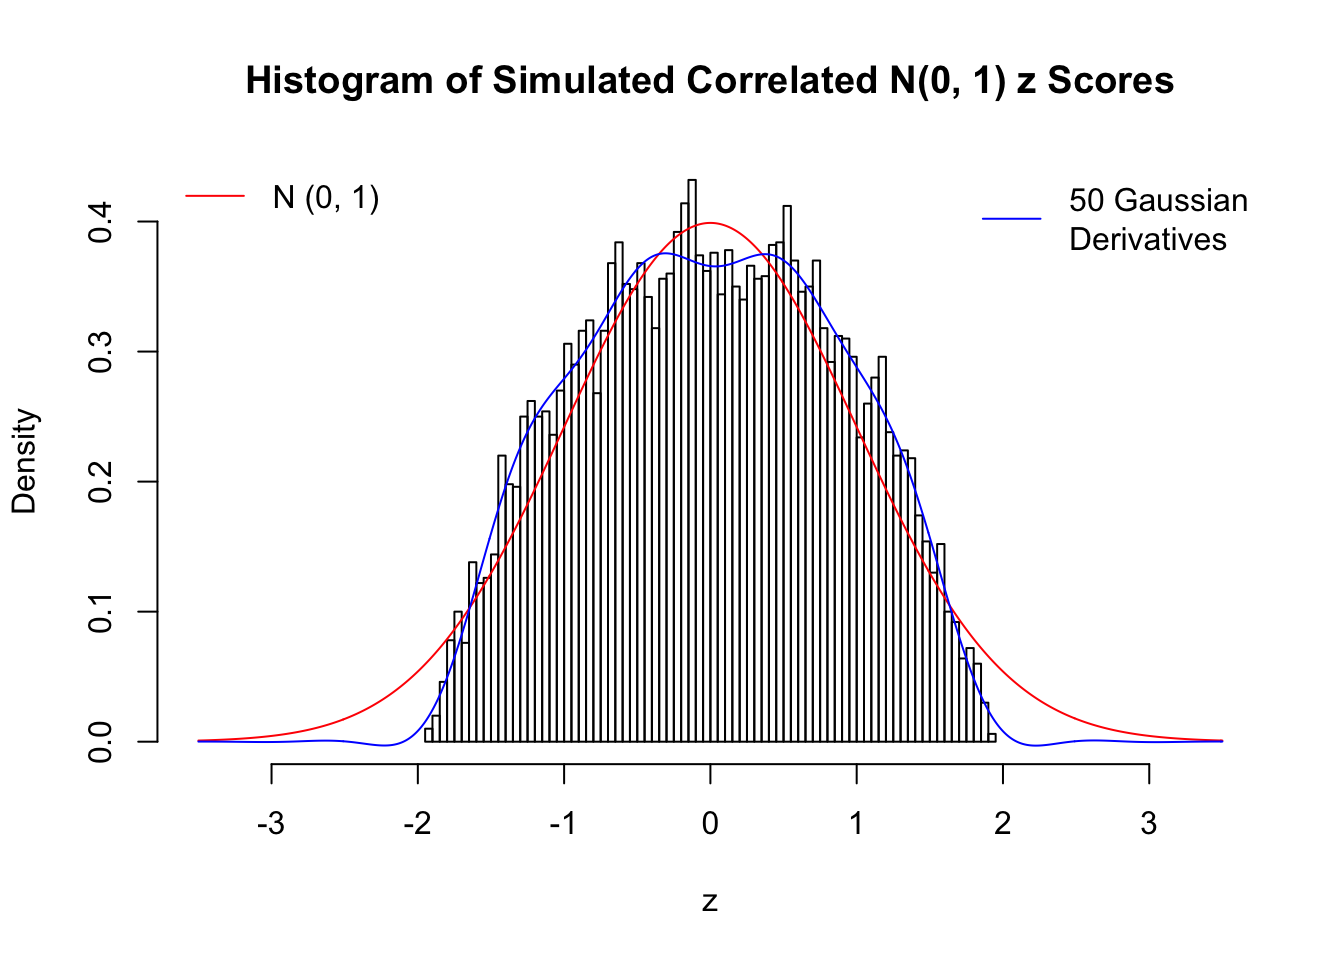 Histogram of Simulated Correlated N(0, 1) z Scores
N (0, 1)
50 Gaussian
Derivatives
Density
0.4
0.3
0.2
0.1
0.0
-3 -2 -1 0 1 2 3
z